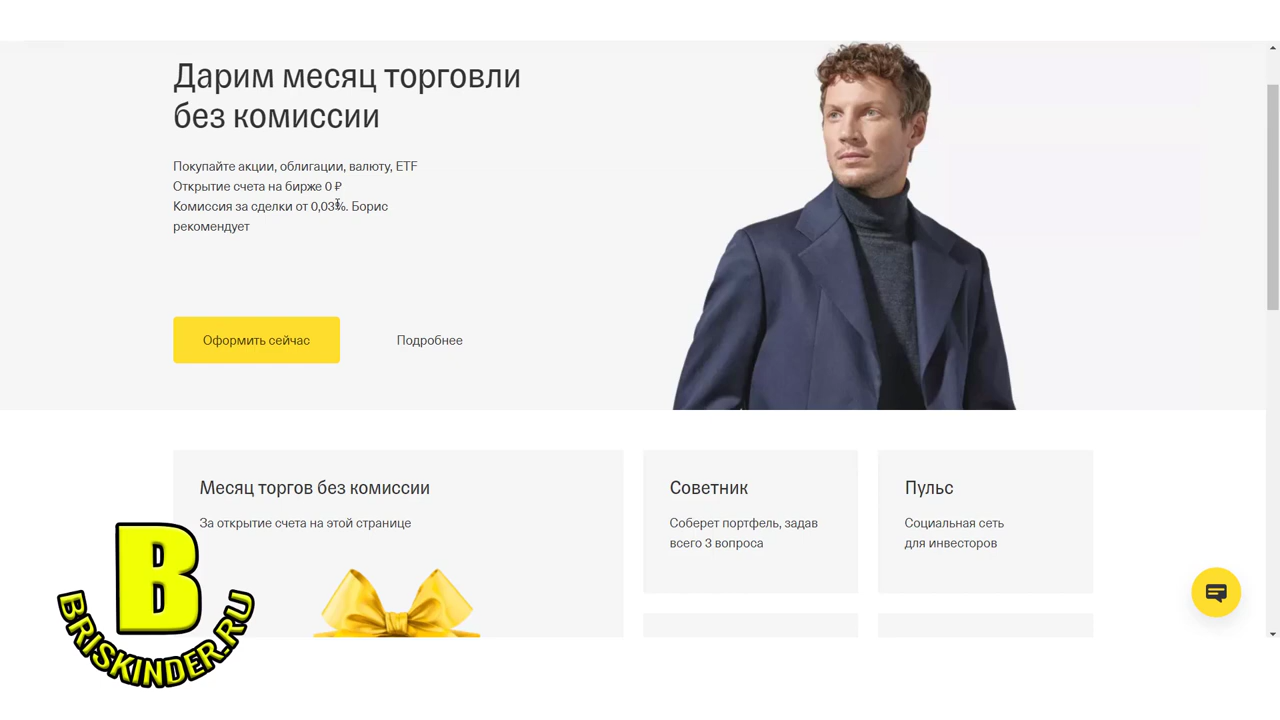 Дарим месяц торговли
без комиссии
Покупайте акции, облигации, валюту, ETF
Открытие счета на бирже 0 ₽
Комиссия за сделки от 0,03%. Борис
рекомендует
Оформить сейчас
Подробнее
Месяц торгов без комиссии
За открытие счета на этой странице
Советник
Соберет портфель, задав
всего 3 вопроса
Пульс
Социальная сеть
для инвесторов
B
BRISKINDER.RU